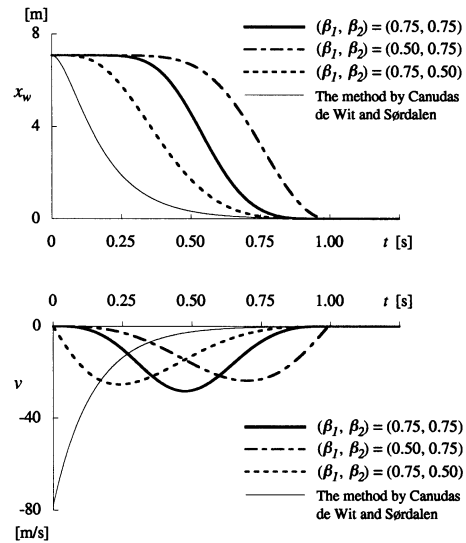 [m]
8
x_w
4
0
0 0.25 0.50 0.75 1.00 t [s]
(β1, β2) = (0.75, 0.75)
(β1, β2) = (0.50, 0.75)
(β1, β2) = (0.75, 0.50)
The method by Canudas
de Wit and Sørdalen
0 0.25 0.50 0.75 1.00 t [s]
0
v
-40
-80
[m/s]
(β1, β2) = (0.75, 0.75)
(β1, β2) = (0.50, 0.75)
(β1, β2) = (0.75, 0.50)
The method by Canudas
de Wit and Sørdalen